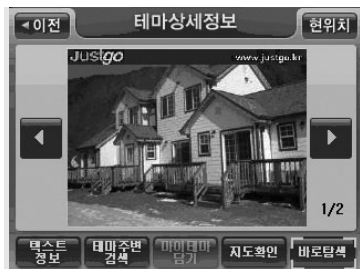 ◀이전
테마상세정보
현위치
Justgo
www.justgo.kr
1/2
텍스트
정보
테마주변
검색
마이테마
담기
지도확인
바로탐색